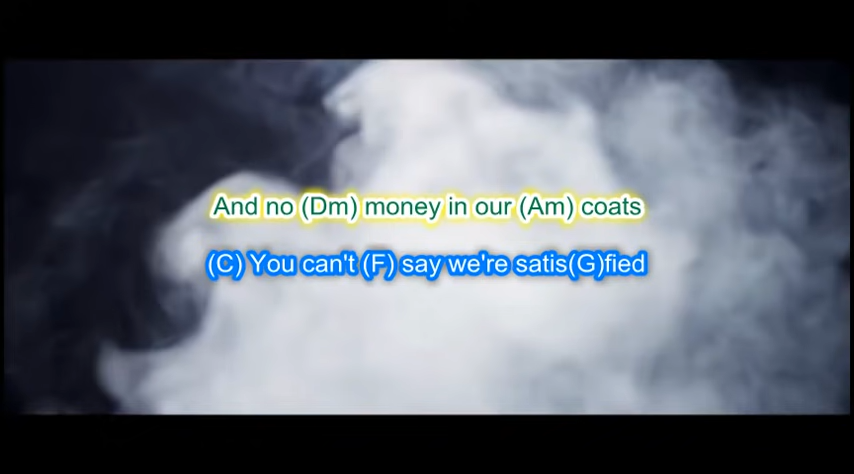 And no (Dm) money in our (Am) coats
(C) You can't (F) say we're satis(G)fied